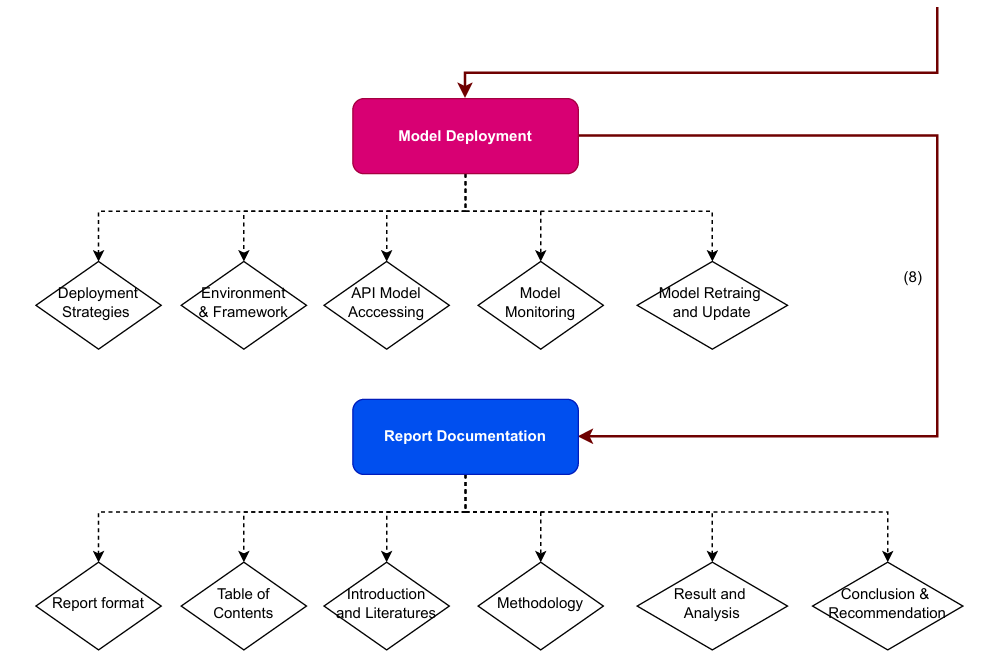 Model Deployment
(8)
Deployment
Strategies
Environment
& Framework
API Model
Acccessing
Model
Monitoring
Model Retraing
and Update
Report Documentation
Report format
Table of
Contents
Introduction
and Literatures
Methodology
Result and
Analysis
Conclusion &
Recommendation